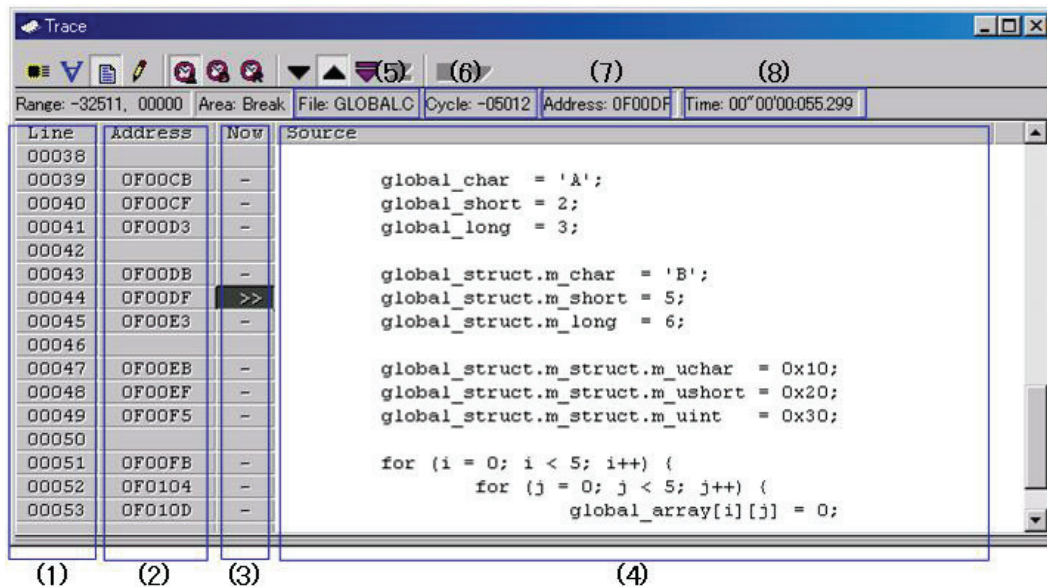 Trace
(5) (6) (7) (8)
Range: -32511, 00000 Area: Break File: GLOBAL.C Cycle: -05012 Address: 0F00DF Time: 00"00'00:055.299
Line Address Now Source
00038
00039 0F00CB - global_char = 'A';
00040 0F00CF - global_short = 2;
00041 0F00D3 - global_long = 3;
00042
00043 0F00DB - global_struct.m_char = 'B';
00044 0F00DF >> global_struct.m_short = 5;
00045 0F00E3 - global_struct.m_long = 6;
00046
00047 0F00EB - global_struct.m_struct.m_uchar = 0x10;
00048 0F00EF - global_struct.m_struct.m_ushort = 0x20;
00049 0F00F5 - global_struct.m_struct.m_uint = 0x30;
00050
00051 0F00FB - for (i = 0; i < 5; i++) {
00052 0F0104 - for (j = 0; j < 5; j++) {
00053 0F010D - global_array[i][j] = 0;
(1) (2) (3) (4)